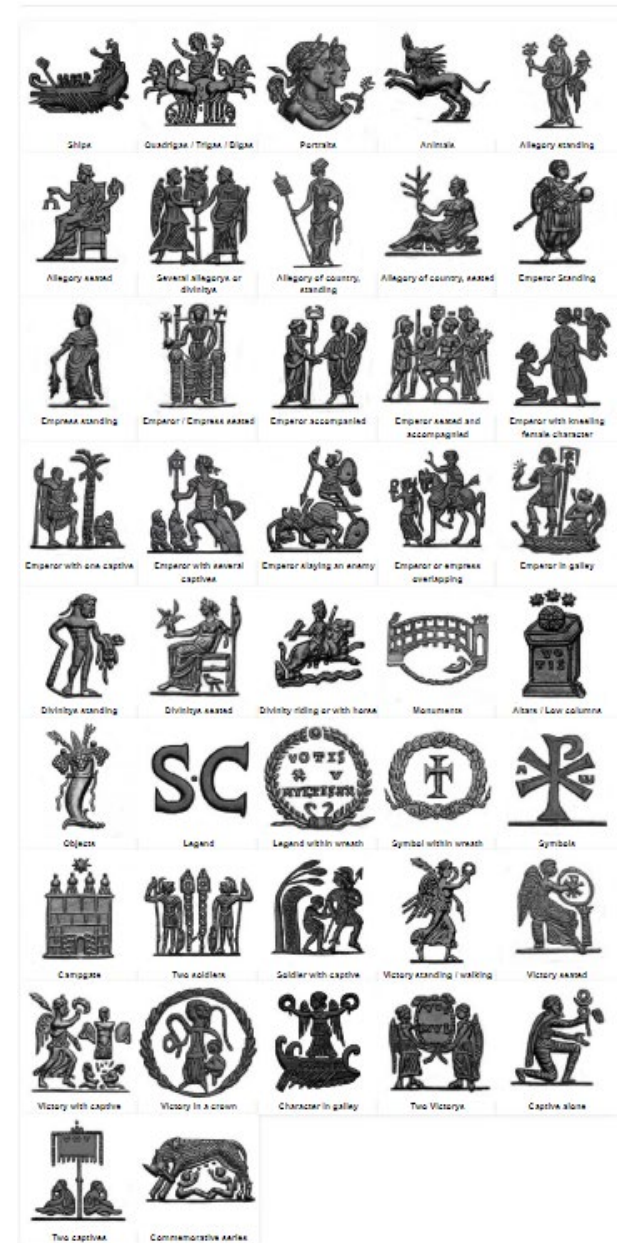 Ships
Quadrigas / Trigas / Bigas
Portraits
Animals
Allegory standing
Allegory seated
Several allegorys or
divinitys
Allegory of country,
standing
Allegory of country, seated
Emperor Standing
Empress standing
Emperor / Empress seated
Emperor accompanied
Emperor seated and
accompagnied
Emperor with kneeling
female character
Emperor with one captive
Emperor with several
captives
Emperor slaying an enemy
Emperor or empress
overlapping
Emperor in galley
Divinitys standing
Divinitys seated
Divinity riding or with horse
Monuments
VO
TIS
Altars / Low columns
Objects
S·C
Legend
VOTIS
Legend within wreath
Symbol within wreath
Symbols
Campgate
Two soldiers
Soldier with captive
Victory standing / walking
Victory seated
Victory with captive
Victory in a crown
Character in galley
Two Victorys
Captive alone
Two captives
Commemorative series